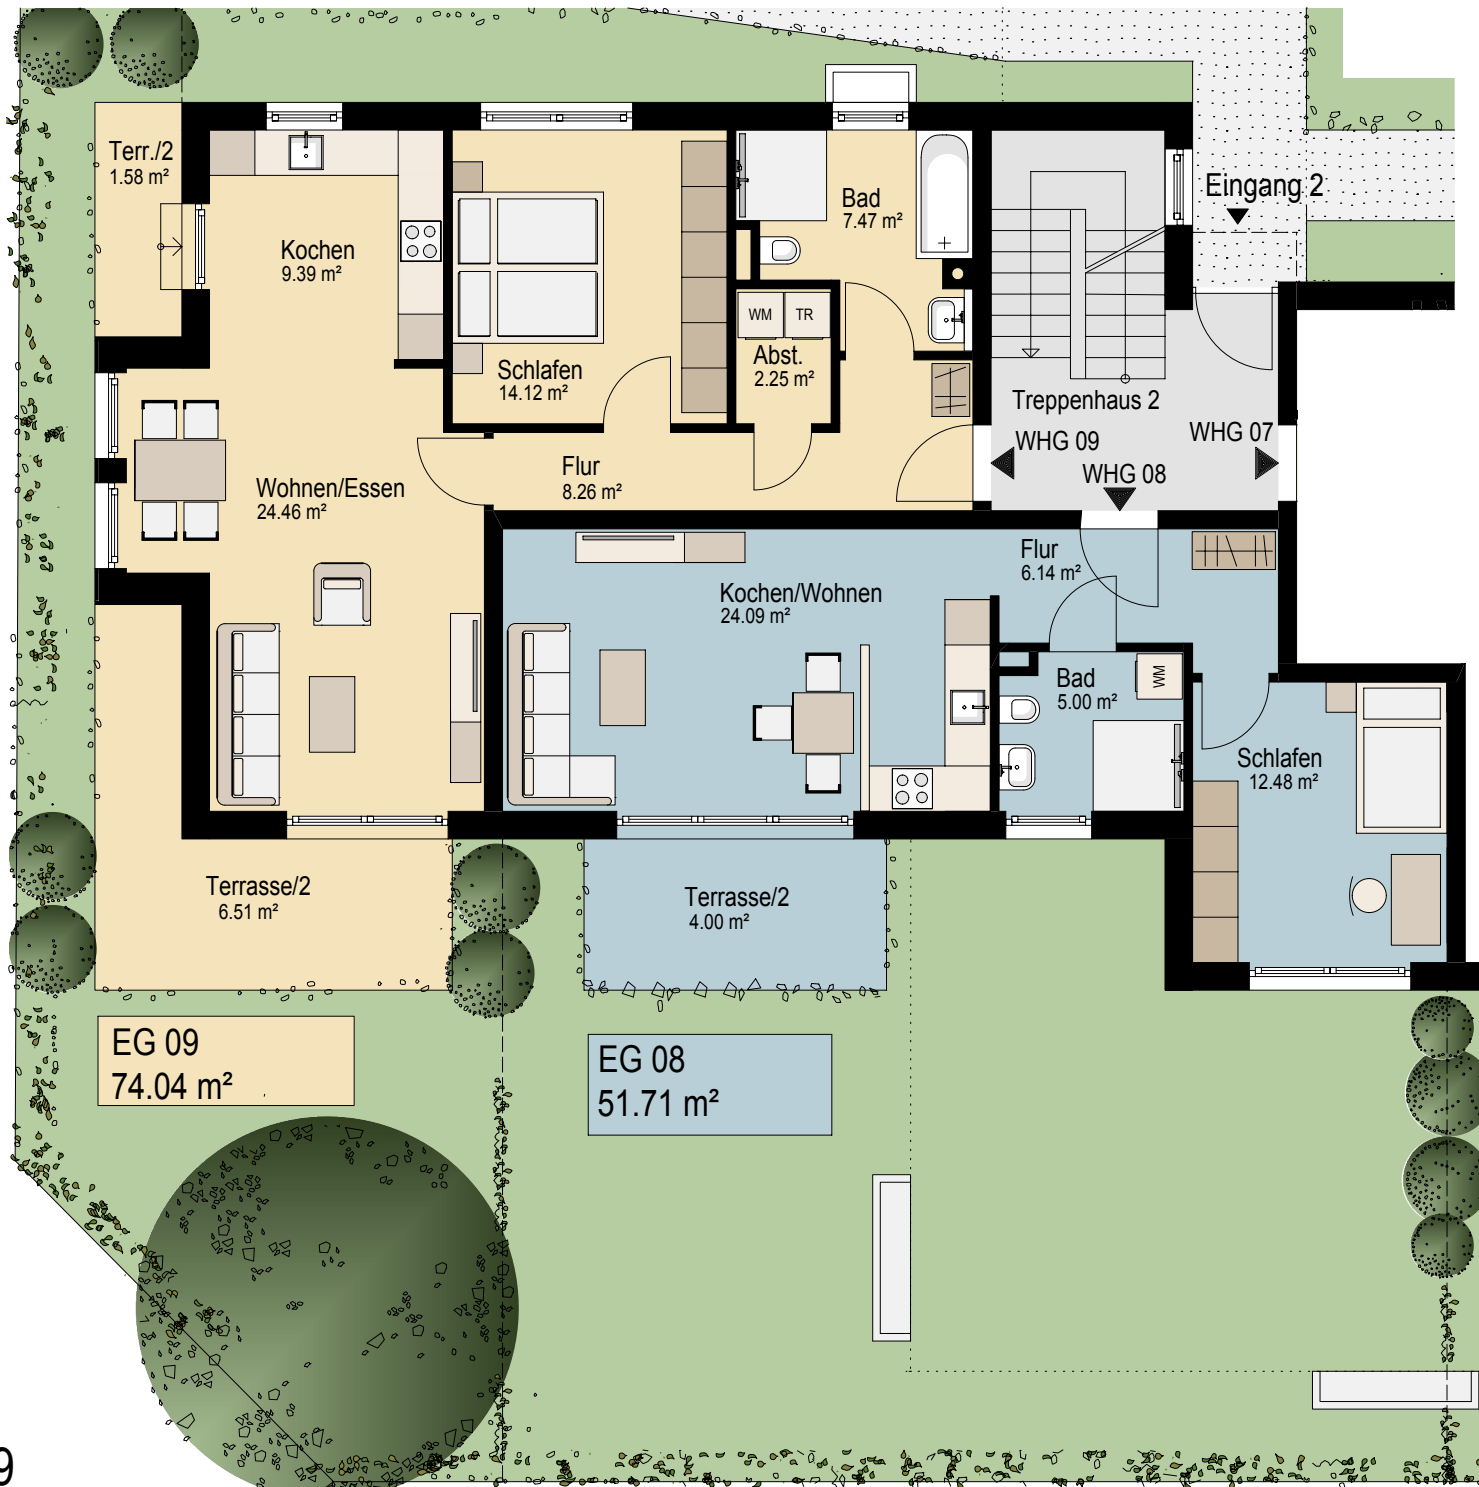 Terr./2
1.58 m²
Kochen
9.39 m²
Schlafen
14.12 m²
Bad
7.47 m²
WM
TR
Abst.
2.25 m²
Eingang 2
Treppenhaus 2
WHG 09
WHG 07
WHG 08
Flur
8.26 m²
Wohnen/Essen
24.46 m²
Flur
6.14 m²
Kochen/Wohnen
24.09 m²
Bad
5.00 m²
WM
Schlafen
12.48 m²
Terrasse/2
6.51 m²
Terrasse/2
4.00 m²
EG 09
74.04 m²
EG 08
51.71 m²
9